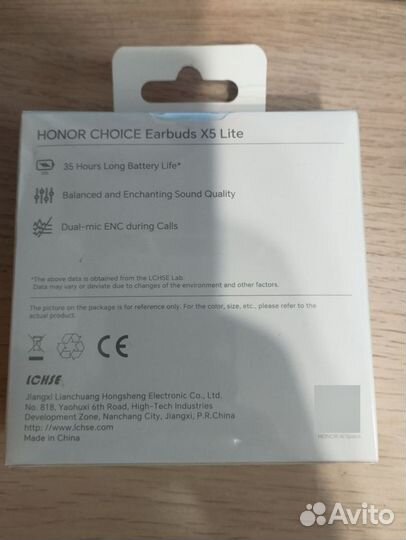 HONOR CHOICE Earbuds X5 Lite
35 Hours Long Battery Life*
Balanced and Enchanting Sound Quality
Dual-mic ENC during Calls
*The above data is obtained from the LCHSE Lab.
Data may vary or deviate due to changes of the environment and other factors.
The picture on the package is for reference only. For the color, size, etc., please refer to the
actual product.
CE
LCHSE
Jiangxi Lianchuang Hongsheng Electronic Co., Ltd.
No. 818, Yaohuxi 6th Road, High-Tech Industries
Development Zone, Nanchang City, Jiangxi, P.R.China
http://www.lchse.com
Made in China
Avito